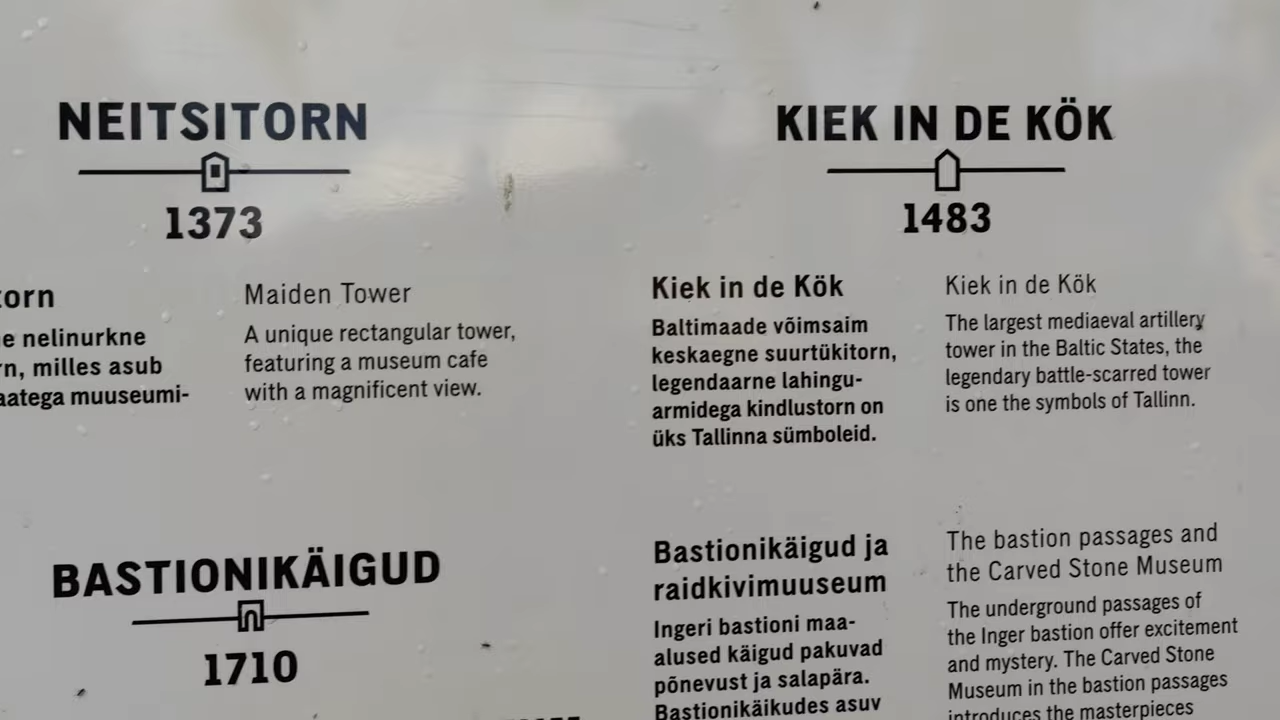 NEITSITORN
1373
torn
e nelinurkne
rn, milles asub
aatega muuseumi-
Maiden Tower
A unique rectangular tower,
featuring a museum cafe
with a magnificent view.
KIEK IN DE KÖK
1483
Kiek in de Kök
Baltimaade võimsaim
keskaegne suurtükitorn,
legendaarne lahingu-
armidega kindlustorn on
üks Tallinna sümboleid.
Kiek in de Kök
The largest mediaeval artillery
tower in the Baltic States, the
legendary battle-scarred tower
is one the symbols of Tallinn.
BASTIONIKÄIGUD
1710
Bastionikäigud ja
raidkivimuuseum
Ingeri bastioni maa-
alused käigud pakuvad
põnevust ja salapära.
Bastionikäikudes asuv
The bastion passages and
the Carved Stone Museum
The underground passages of
the Inger bastion offer excitement
and mystery. The Carved Stone
Museum in the bastion passages
introduces the masterpieces